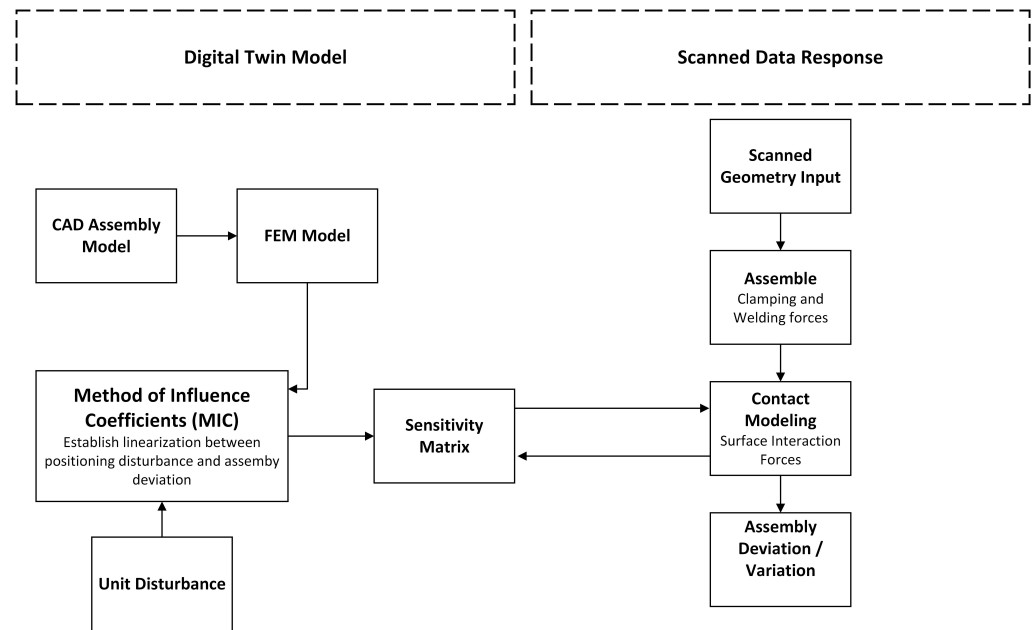 Digital Twin Model
Scanned Data Response
Scanned
Geometry Input
CAD Assembly
Model
FEM Model
Assemble
Clamping and
Welding forces
Method of Influence
Coefficients (MIC)
Establish linearization between
positioning disturbance and assemby
deviation
Sensitivity
Matrix
Contact
Modeling
Surface Interaction
Forces
Unit Disturbance
Assembly
Deviation /
Variation